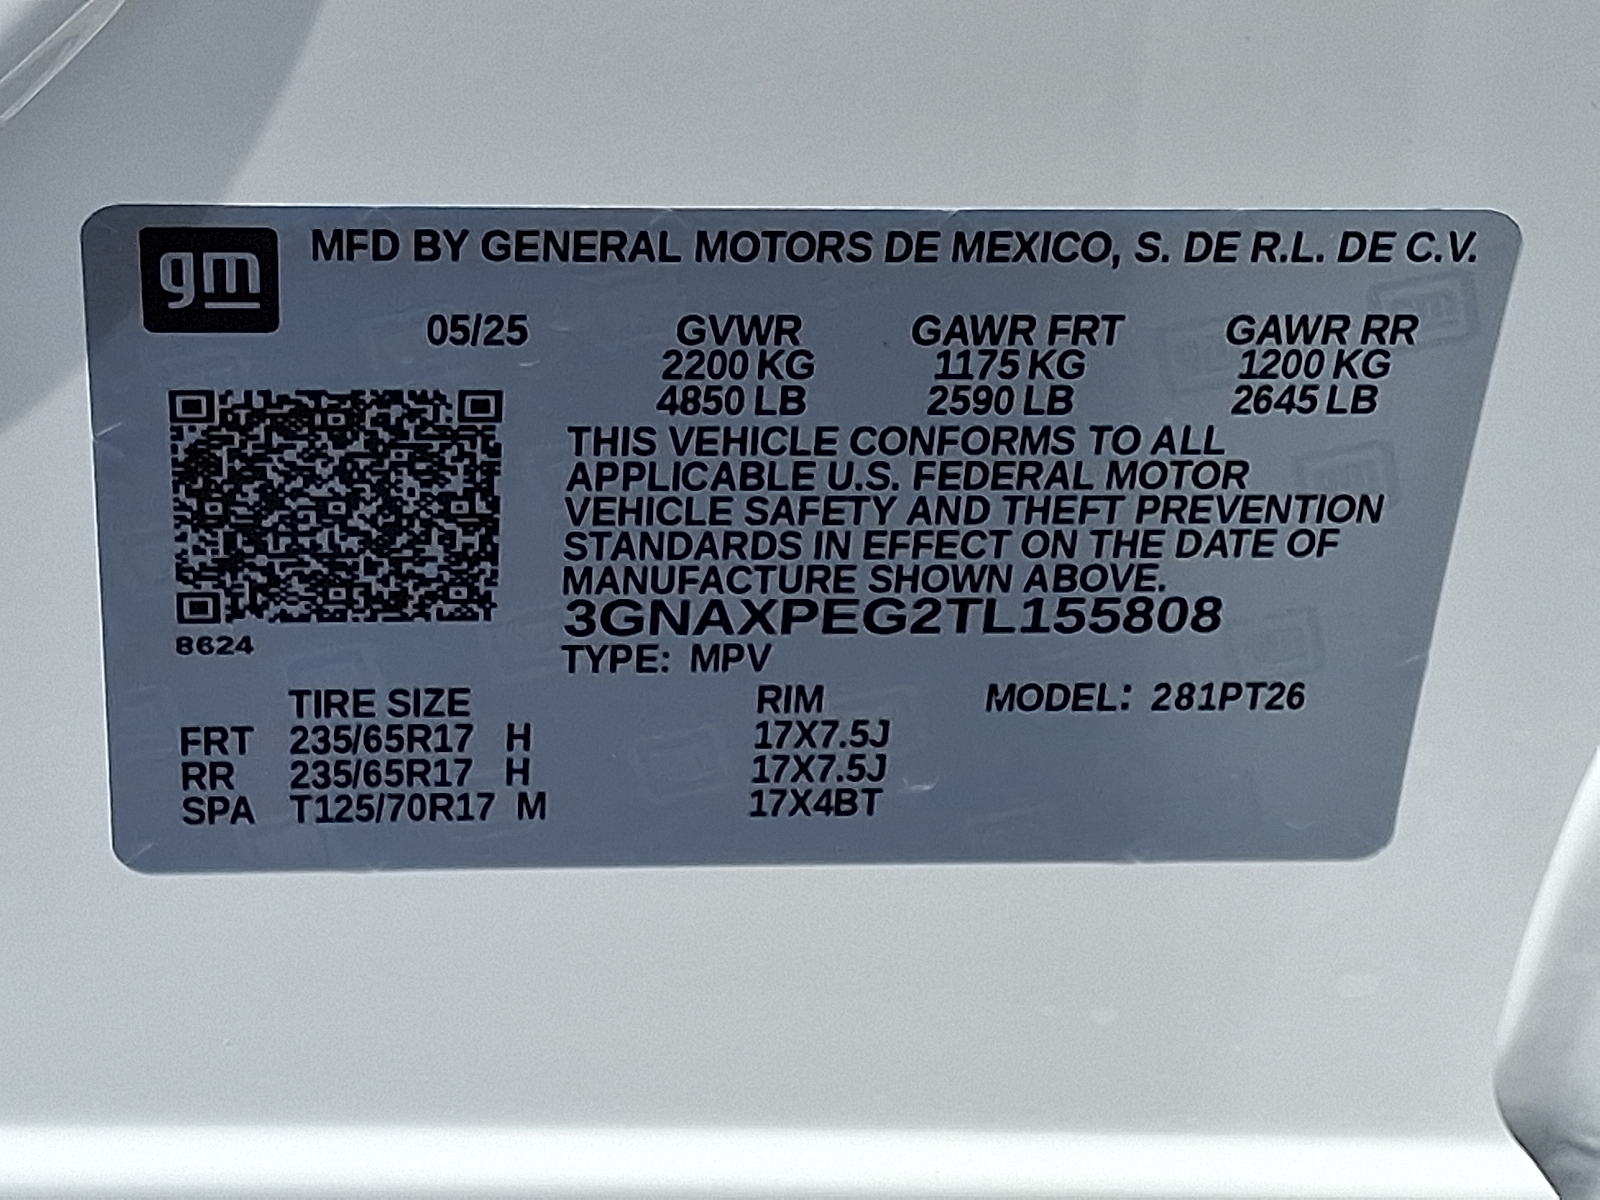 gm
MFD BY GENERAL MOTORS DE MEXICO, S. DE R.L. DE C.V.
05/25 GVWR GAWR FRT GAWR RR
2200 KG 1175 KG 1200 KG
4850 LB 2590 LB 2645 LB
THIS VEHICLE CONFORMS TO ALL
APPLICABLE U.S. FEDERAL MOTOR
VEHICLE SAFETY AND THEFT PREVENTION
STANDARDS IN EFFECT ON THE DATE OF
MANUFACTURE SHOWN ABOVE.
3GNAXPEG2TL155808
8624
TYPE: MPV
TIRE SIZE RIM MODEL: 281PT26
FRT 235/65R17 H 17X7.5J
RR 235/65R17 H 17X7.5J
SPA T125/70R17 M 17X4BT